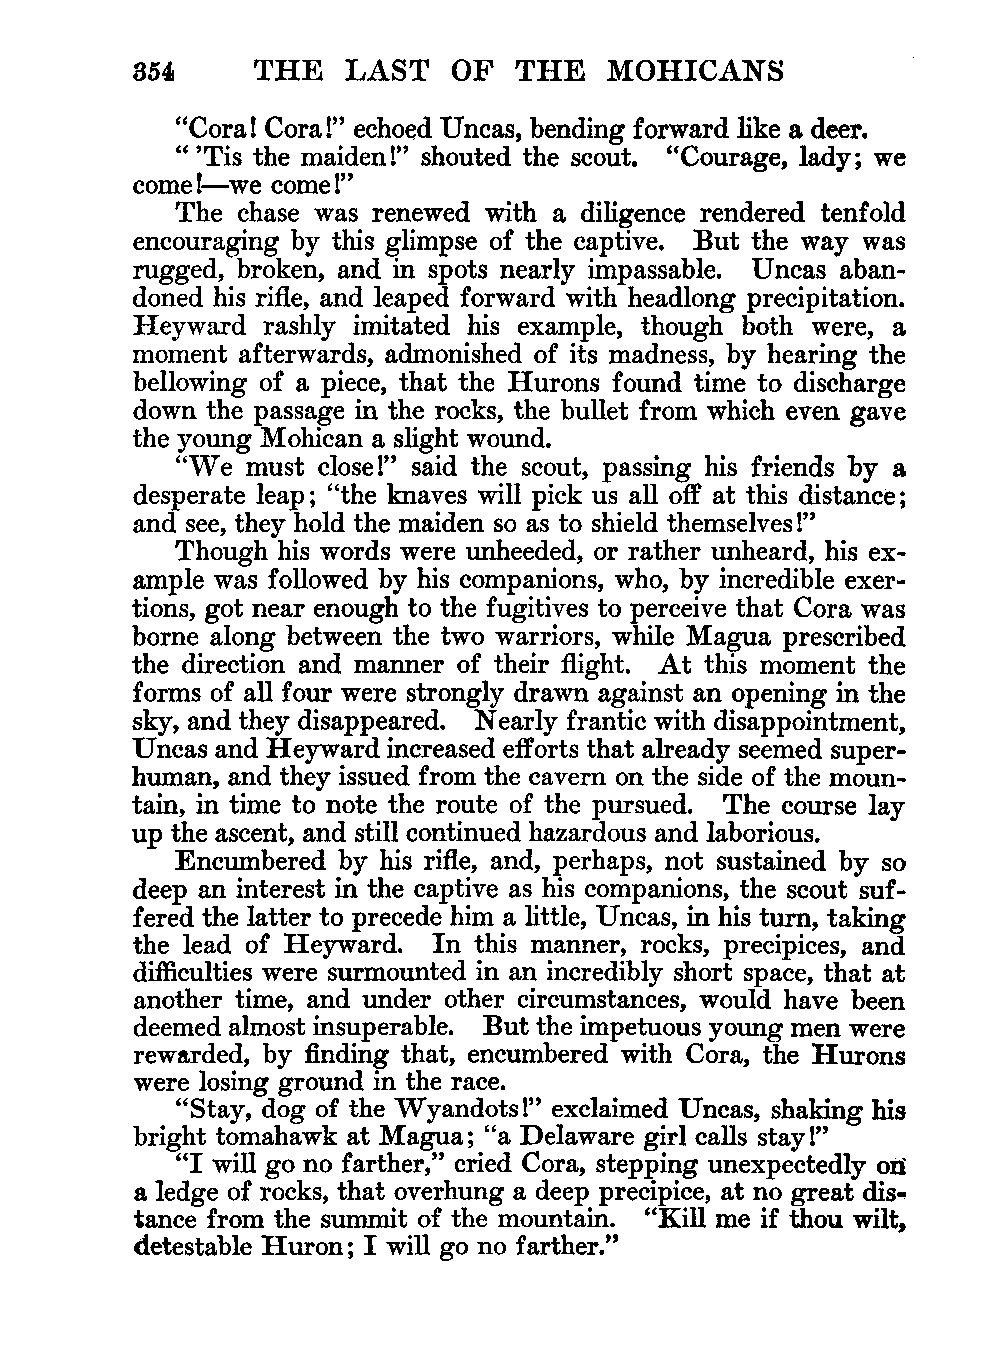 354 THE LAST OF THE MOHICANS
“Cora! Cora!” echoed Uncas, bending forward like a deer.
“ ’Tis the maiden!” shouted the scout. “Courage, lady; we
come!—we come!”
The chase was renewed with a diligence rendered tenfold
encouraging by this glimpse of the captive. But the way was
rugged, broken, and in spots nearly impassable. Uncas aban-
doned his rifle, and leaped forward with headlong precipitation.
Heyward rashly imitated his example, though both were, a
moment afterwards, admonished of its madness, by hearing the
bellowing of a piece, that the Hurons found time to discharge
down the passage in the rocks, the bullet from which even gave
the young Mohican a slight wound.
“We must close!” said the scout, passing his friends by a
desperate leap; “the knaves will pick us all off at this distance;
and see, they hold the maiden so as to shield themselves!”
Though his words were unheeded, or rather unheard, his ex-
ample was followed by his companions, who, by incredible exer-
tions, got near enough to the fugitives to perceive that Cora was
borne along between the two warriors, while Magua prescribed
the direction and manner of their flight. At this moment the
forms of all four were strongly drawn against an opening in the
sky, and they disappeared. Nearly frantic with disappointment,
Uncas and Heyward increased efforts that already seemed super-
human, and they issued from the cavern on the side of the moun-
tain, in time to note the route of the pursued. The course lay
up the ascent, and still continued hazardous and laborious.
Encumbered by his rifle, and, perhaps, not sustained by so
deep an interest in the captive as his companions, the scout suf-
fered the latter to precede him a little, Uncas, in his turn, taking
the lead of Heyward. In this manner, rocks, precipices, and
difficulties were surmounted in an incredibly short space, that at
another time, and under other circumstances, would have been
deemed almost insuperable. But the impetuous young men were
rewarded, by finding that, encumbered with Cora, the Hurons
were losing ground in the race.
“Stay, dog of the Wyandots!” exclaimed Uncas, shaking his
bright tomahawk at Magua; “a Delaware girl calls stay!”
“I will go no farther,” cried Cora, stepping unexpectedly on
a ledge of rocks, that overhung a deep precipice, at no great dis-
tance from the summit of the mountain. “Kill me if thou wilt,
detestable Huron; I will go no farther.”